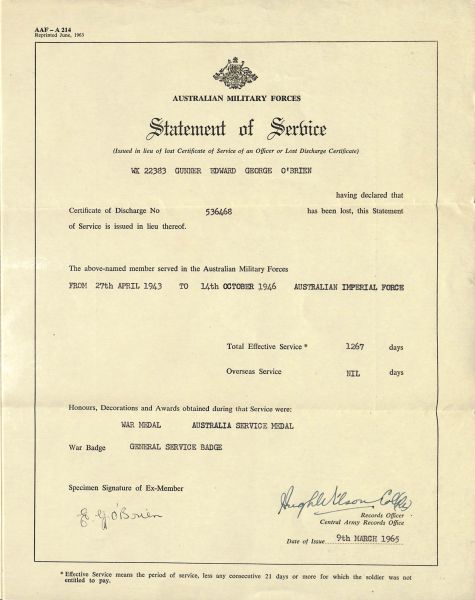 AAF – A 214
Reprinted June, 1963
AUSTRALIAN MILITARY FORCES
Statement of Service
(Issued in lieu of lost Certificate of Service of an Officer or Lost Discharge Certificate)
WX 22383 GUNNER EDWARD GEORGE O'BRIEN
having declared that
Certificate of Discharge No 536468 has been lost, this Statement
of Service is issued in lieu thereof.
The above-named member served in the Australian Military Forces
FROM 27th APRIL 1943 TO 14th OCTOBER 1946 AUSTRALIAN IMPERIAL FORCE
Total Effective Service * 1267 days
Overseas Service NIL days
Honours, Decorations and Awards obtained during that Service were:
WAR MEDAL AUSTRALIA SERVICE MEDAL
War Badge GENERAL SERVICE BADGE
Specimen Signature of Ex-Member
E G O'Brien
Records Officer
Central Army Records Office
Date of Issue 9th MARCH 1965
* Effective Service means the period of service, less any consecutive 21 days or more for which the soldier was not
entitled to pay.